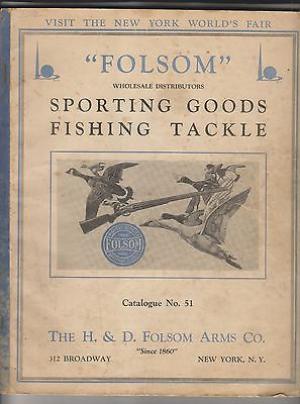 VISIT THE NEW YORK WORLD'S FAIR
"FOLSOM"
WHOLESALE DISTRIBUTORS
SPORTING GOODS
FISHING TACKLE
FOLSOM
Catalogue No. 51
THE H. & D. FOLSOM ARMS CO.
"Since 1860"
312 BROADWAY NEW YORK, N. Y.